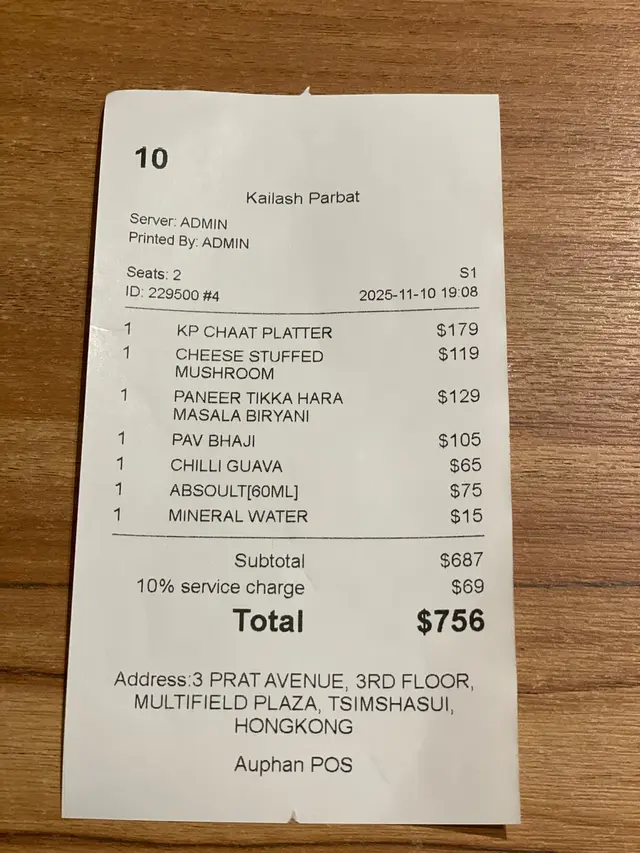 10
Kailash Parbat
Server: ADMIN
Printed By: ADMIN
Seats: 2 S1
ID: 229500 #4 2025-11-10 19:08
1 KP CHAAT PLATTER $179
1 CHEESE STUFFED $119
MUSHROOM
1 PANEER TIKKA HARA $129
MASALA BIRYANI
1 PAV BHAJI $105
1 CHILLI GUAVA $65
1 ABSOULT[60ML] $75
1 MINERAL WATER $15
Subtotal $687
10% service charge $69
Total $756
Address:3 PRAT AVENUE, 3RD FLOOR,
MULTIFIELD PLAZA, TSIMSHASUI,
HONGKONG
Auphan POS